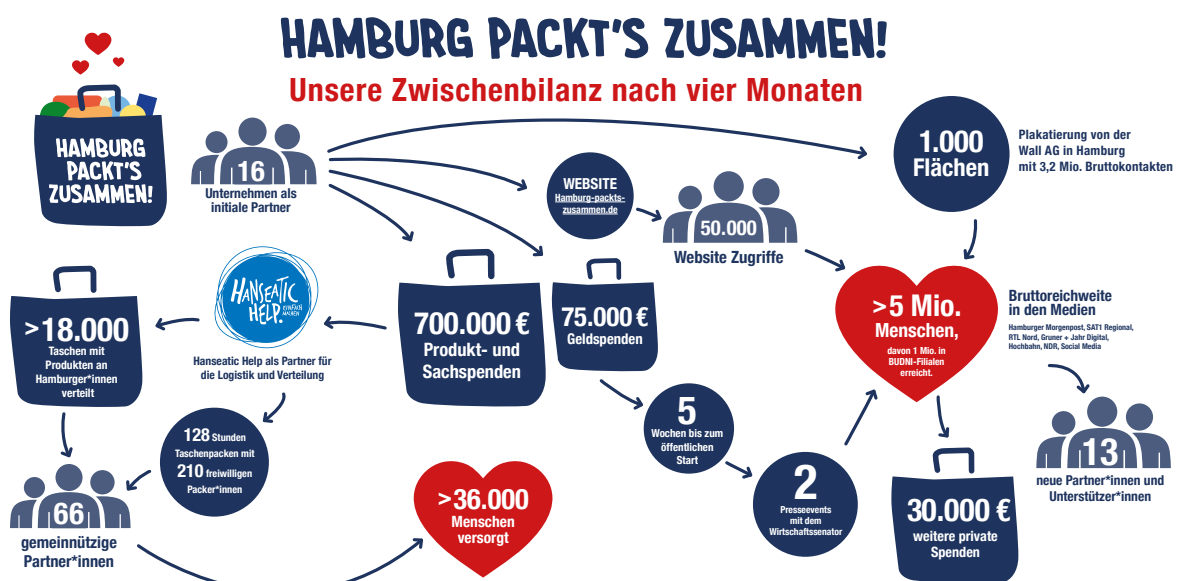 HAMBURG PACKT'S ZUSAMMEN!
Unsere Zwischenbilanz nach vier Monaten
HAMBURG
PACKT'S
ZUSAMMEN!
16
Unternehmen als
initiale Partner
1.000
Flächen
Plakatierung von der
Wall AG in Hamburg
mit 3,2 Mio. Bruttokontakten
WEBSITE
Hamburg-packts-
zusammen.de
50.000
Website Zugriffe
>18.000
Taschen mit
Produkten an
Hamburger*innen
verteilt
HANSEATIC
HELP.
EINFACH
MACHEN
Hanseatic Help als Partner für
die Logistik und Verteilung
700.000 €
Produkt- und
Sachspenden
75.000 €
Geldspenden
>5 Mio.
Menschen,
davon 1 Mio. in
BUDNI-Filialen
erreicht.
Bruttoreichweite
in den Medien
Hamburger Morgenpost, SAT1 Regional,
RTL Nord, Gruner + Jahr Digital,
Hochbahn, NDR, Social Media
128 Stunden
Taschenpacken mit
210 freiwilligen
Packer*innen
5
Wochen bis zum
öffentlichen
Start
13
neue Partner*innen und
Unterstützer*innen
66
gemeinnützige
Partner*innen
>36.000
Menschen
versorgt
2
Presseevents
mit dem
Wirtschaftssenator
30.000 €
weitere private
Spenden